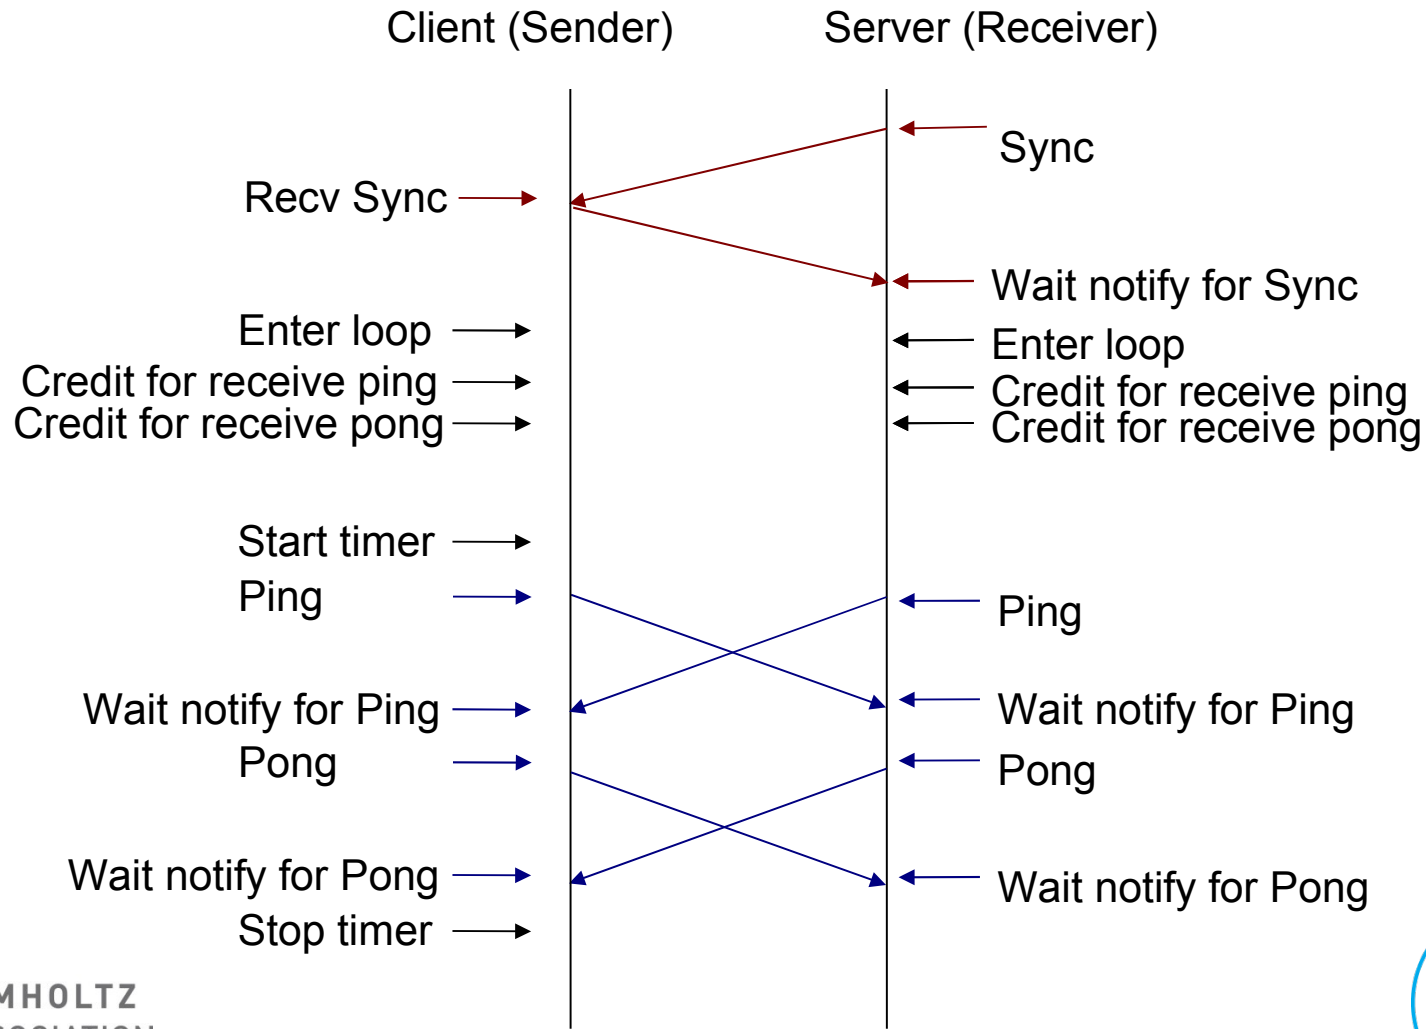 Client (Sender)
Server (Receiver)
Sync
Recv Sync
Wait notify for Sync
Enter loop
Enter loop
Credit for receive ping
Credit for receive ping
Credit for receive pong
Credit for receive pong
Start timer
Ping
Ping
Wait notify for Ping
Wait notify for Ping
Pong
Pong
Wait notify for Pong
Wait notify for Pong
Stop timer
MHOLTZ